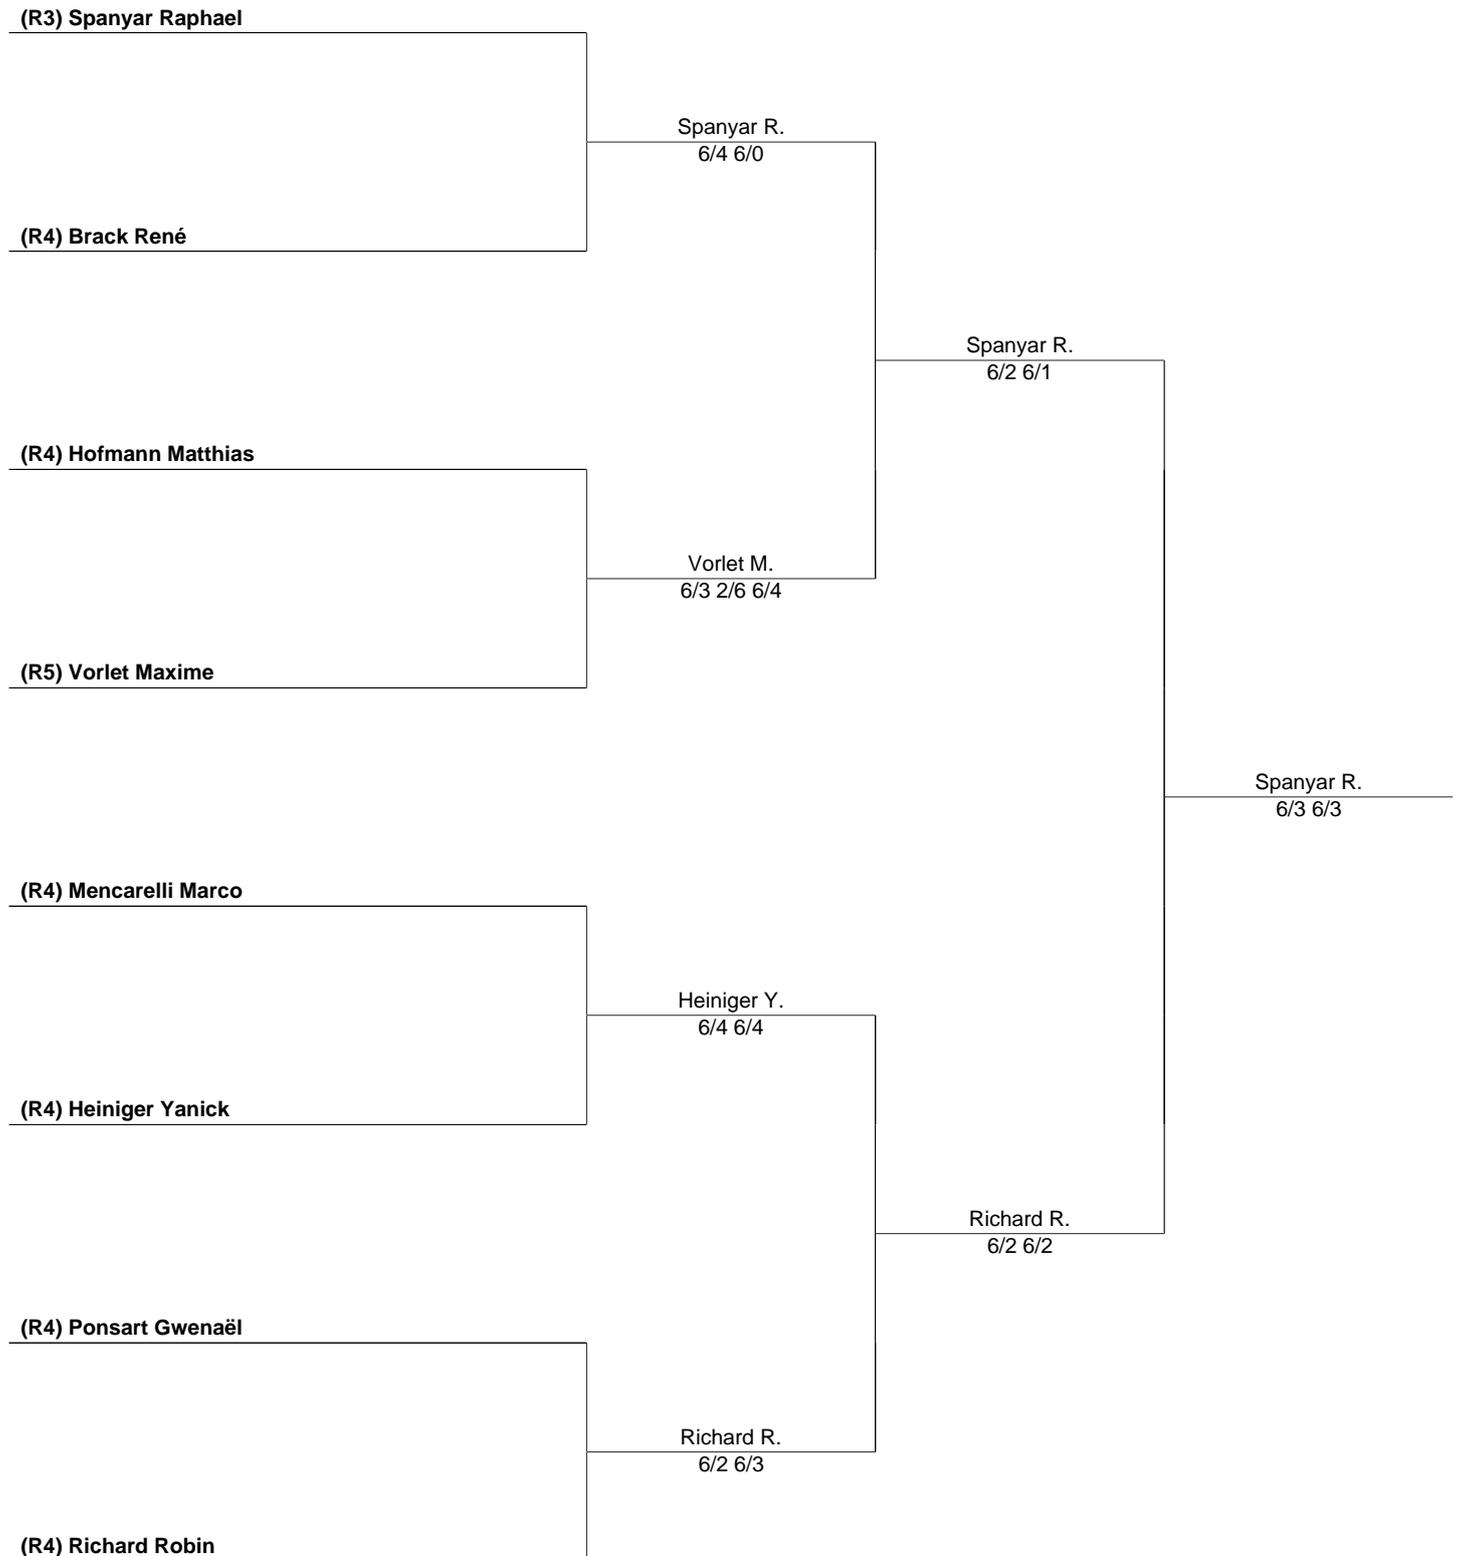 (R3) Spanyar Raphael
Spanyar R.
6/4 6/0
(R4) Brack René
Spanyar R.
6/2 6/1
(R4) Hofmann Matthias
Vorlet M.
6/3 2/6 6/4
(R5) Vorlet Maxime
Spanyar R.
6/3 6/3
(R4) Mencarelli Marco
Heiniger Y.
6/4 6/4
(R4) Heiniger Yanick
Richard R.
6/2 6/2
(R4) Ponsart Gwenaël
Richard R.
6/2 6/3
(R4) Richard Robin